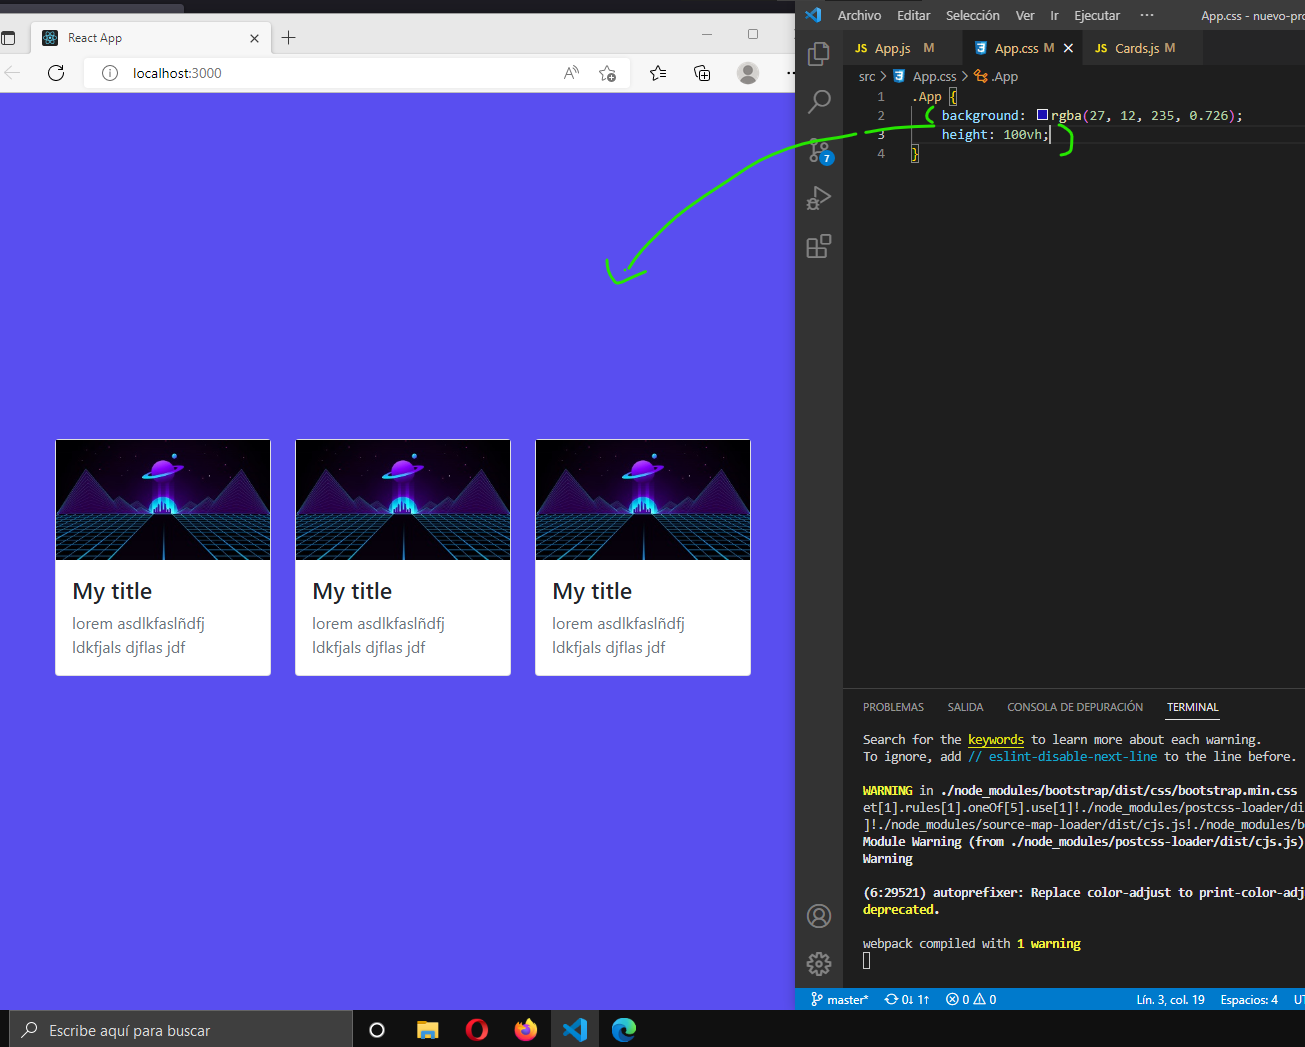 React App
localhost:3000
My title
lorem asdlkfaslñdfj
ldkfjals djflas jdf
My title
lorem asdlkfaslñdfj
ldkfjals djflas jdf
My title
lorem asdlkfaslñdfj
ldkfjals djflas jdf
Archivo Editar Selección Ver Ir Ejecutar ··· App.css - nuevo-pro
JS App.js M App.css M JS Cards.js M
src > App.css > .App
1 .App {
2 background: rgba(27, 12, 235, 0.726);
3 height: 100vh;
4 }
7
PROBLEMAS SALIDA CONSOLA DE DEPURACIÓN TERMINAL
Search for the keywords to learn more about each warning.
To ignore, add // eslint-disable-next-line to the line before.
WARNING in ./node_modules/bootstrap/dist/css/bootstrap.min.css
et[1].rules[1].oneOf[5].use[1]!./node_modules/postcss-loader/di
]!./node_modules/source-map-loader/dist/cjs.js!./node_modules/b
Module Warning (from ./node_modules/postcss-loader/dist/cjs.js)
Warning
(6:29521) autoprefixer: Replace color-adjust to print-color-adj
deprecated.
webpack compiled with 1 warning
master* 0↓ 1↑ 0 0 Lín. 3, col. 19 Espacios: 4 UT
Escribe aquí para buscar